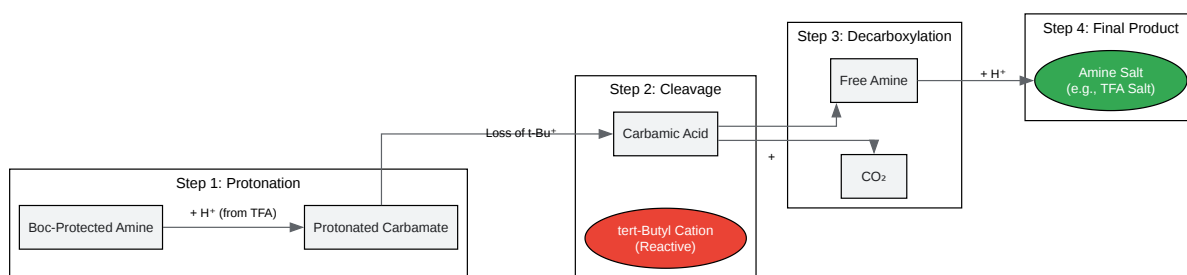 Step 1: Protonation
Boc-Protected Amine
+ H⁺ (from TFA)
Protonated Carbamate
Loss of t-Bu⁺
Step 2: Cleavage
Carbamic Acid
tert-Butyl Cation
(Reactive)
+
Step 3: Decarboxylation
Free Amine
CO₂
+ H⁺
Step 4: Final Product
Amine Salt
(e.g., TFA Salt)